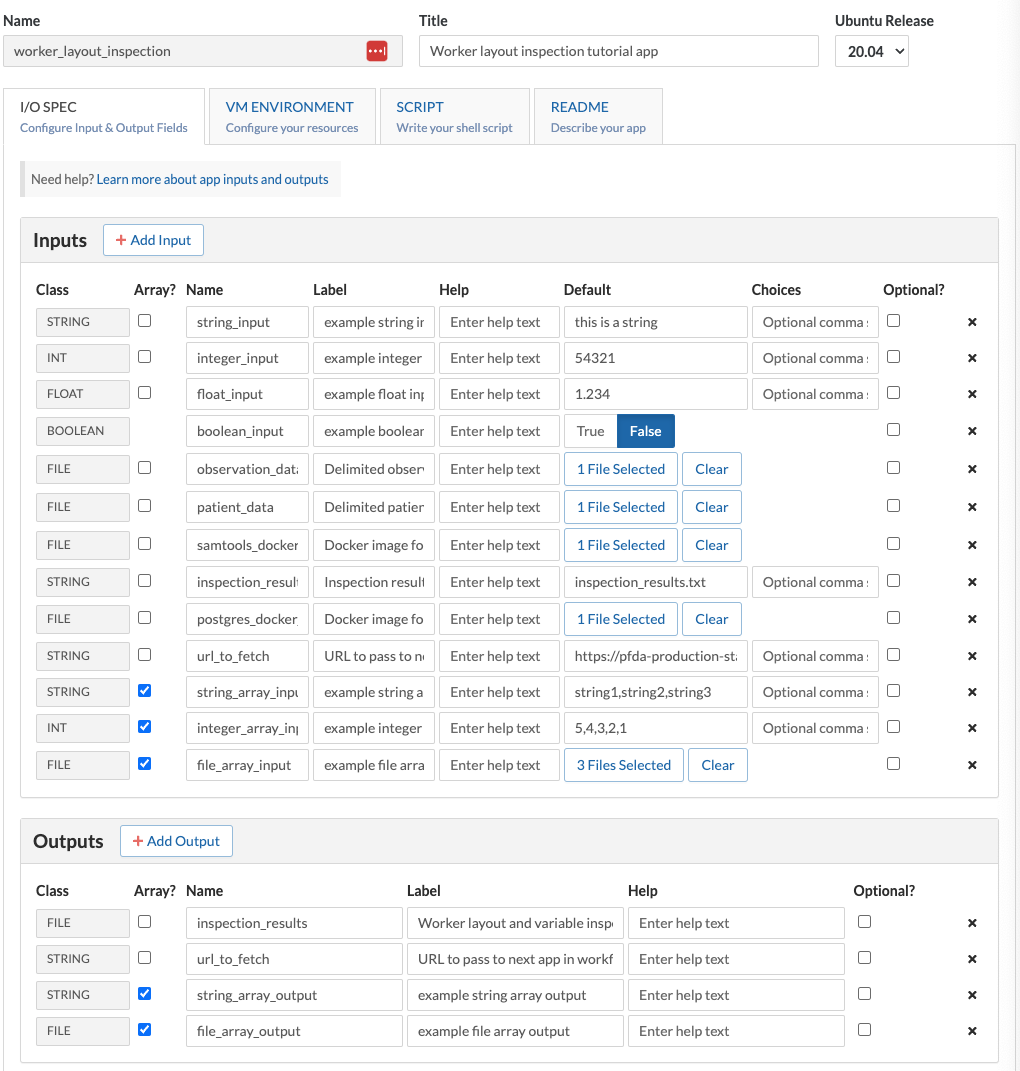 Name Title Ubuntu Release
worker_layout_inspection Worker layout inspection tutorial app 20.04
I/O SPEC VM ENVIRONMENT SCRIPT README
Configure Input & Output Fields Configure your resources Write your shell script Describe your app
Need help? Learn more about app inputs and outputs
Inputs + Add Input
Class Array? Name Label Help Default Choices Optional?
STRING string_input example string in Enter help text this is a string Optional comma s
INT integer_input example integer Enter help text 54321 Optional comma s
FLOAT float_input example float inp Enter help text 1.234 Optional comma s
BOOLEAN boolean_input example boolean Enter help text True False
FILE observation_data Delimited observ Enter help text 1 File Selected Clear
FILE patient_data Delimited patien Enter help text 1 File Selected Clear
FILE samtools_docker Docker image fo Enter help text 1 File Selected Clear
STRING inspection_result Inspection result Enter help text inspection_results.txt Optional comma s
FILE postgres_docker_ Docker image fo Enter help text 1 File Selected Clear
STRING url_to_fetch URL to pass to ne Enter help text https://pfda-production-sta Optional comma s
STRING string_array_inpu example string a Enter help text string1,string2,string3 Optional comma s
INT integer_array_inp example integer Enter help text 5,4,3,2,1 Optional comma s
FILE file_array_input example file arra Enter help text 3 Files Selected Clear
Outputs + Add Output
Class Array? Name Label Help Optional?
FILE inspection_results Worker layout and variable inspe Enter help text
STRING url_to_fetch URL to pass to next app in workf Enter help text
STRING string_array_output example string array output Enter help text
FILE file_array_output example file array output Enter help text